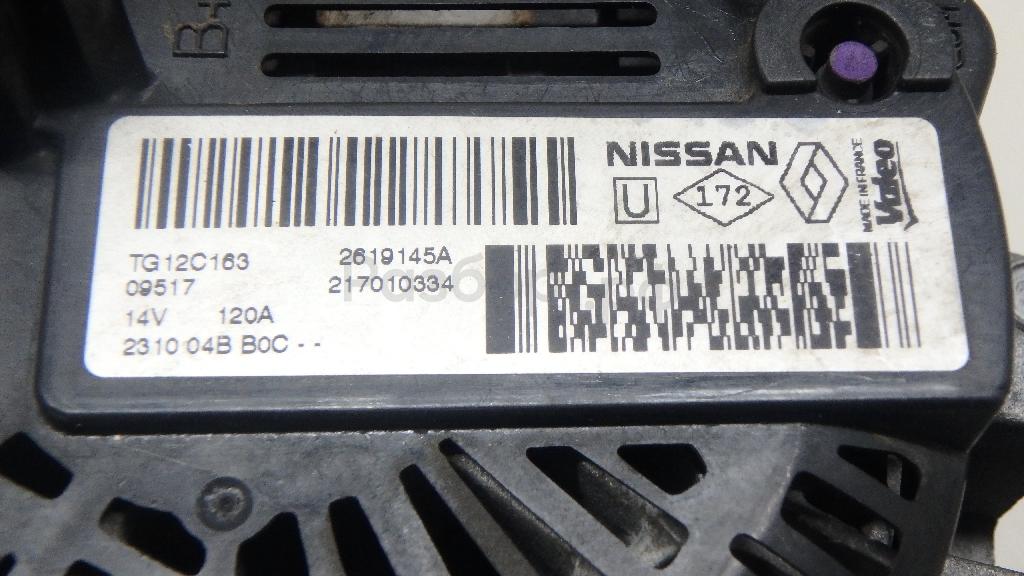 B+
NISSAN
U 172 MADE IN FRANCE Valeo
TG12C163 2619145A
09517 217010334
14V 120A
2310 04B B0C - -